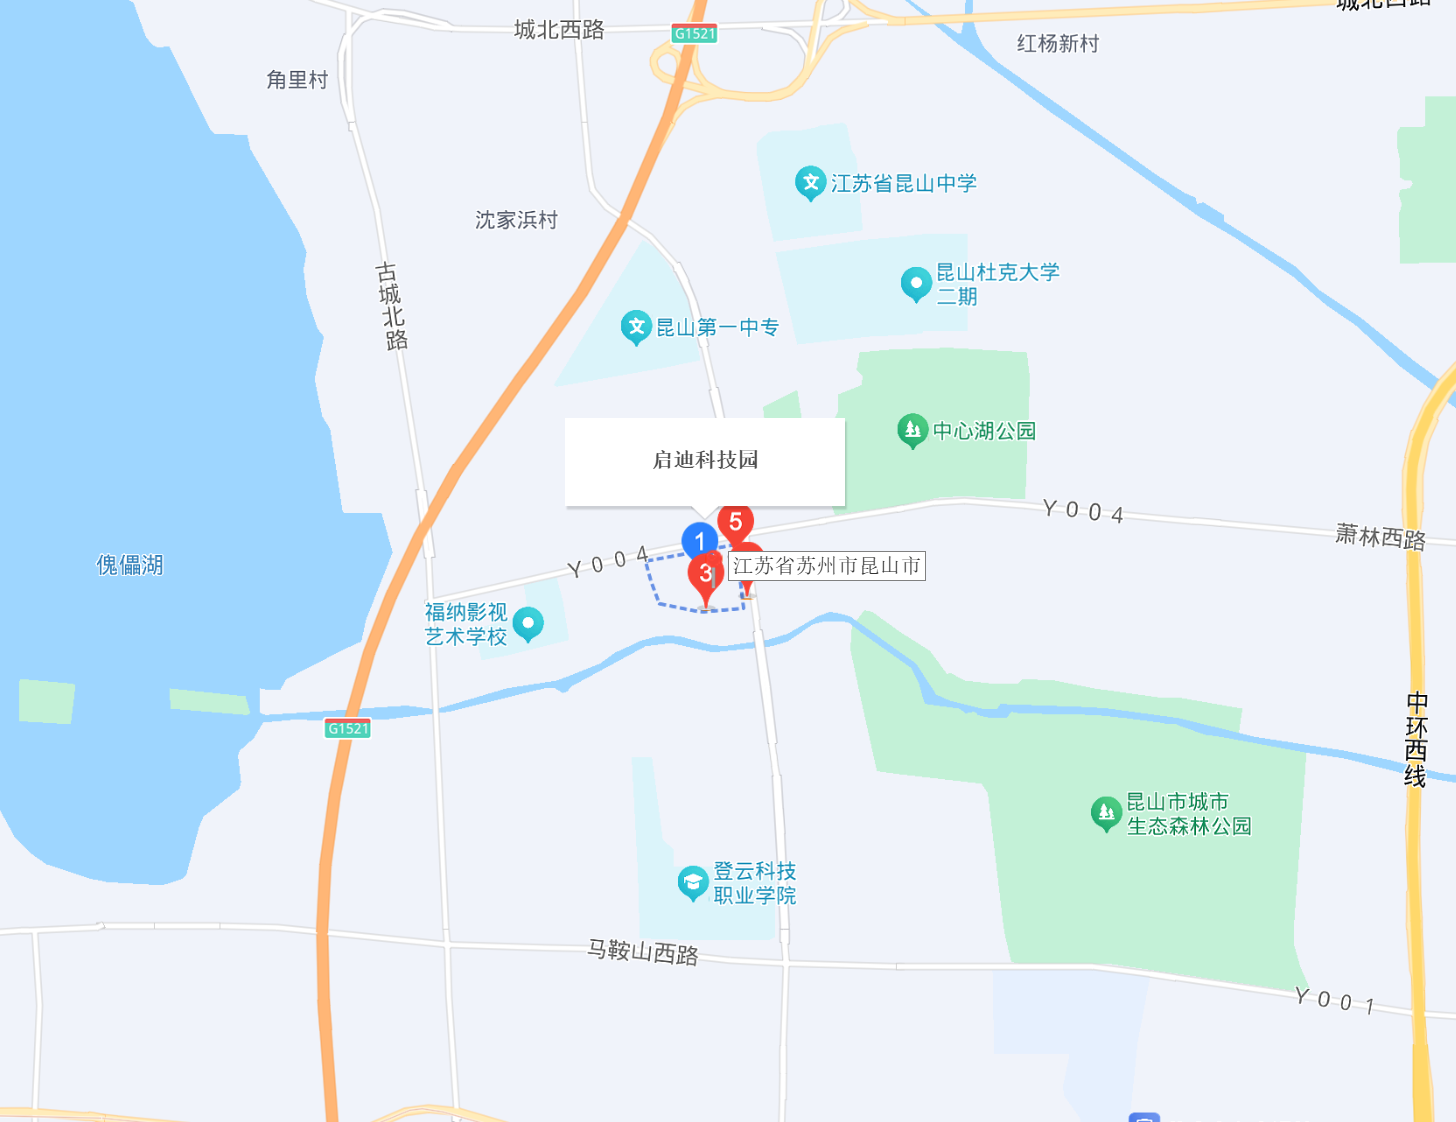 城北西路
G1521
红杨新村
角里村
江苏省昆山中学
沈家浜村
昆山杜克大学
二期
古城北路
昆山第一中专
中心湖公园
启迪科技园
Y004
萧林西路
5
1
3
Y004
江苏省苏州市昆山市
傀儡湖
福纳影视
艺术学校
G1521
中环西线
昆山市城市
生态森林公园
登云科技
职业学院
马鞍山西路
Y001